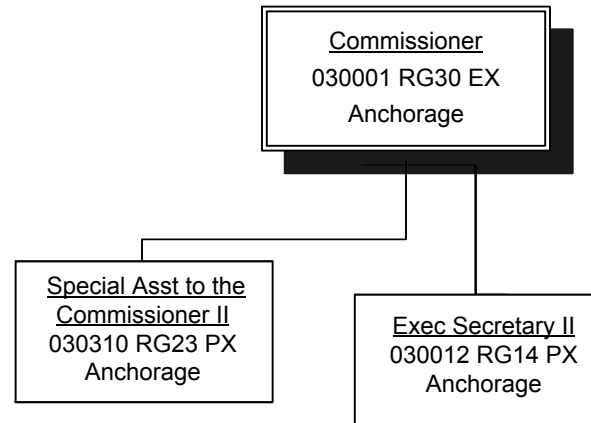 Commissioner
030001 RG30 EX
Anchorage
Special Asst to the
Commissioner II
030310 RG23 PX
Anchorage
Exec Secretary II
030012 RG14 PX
Anchorage